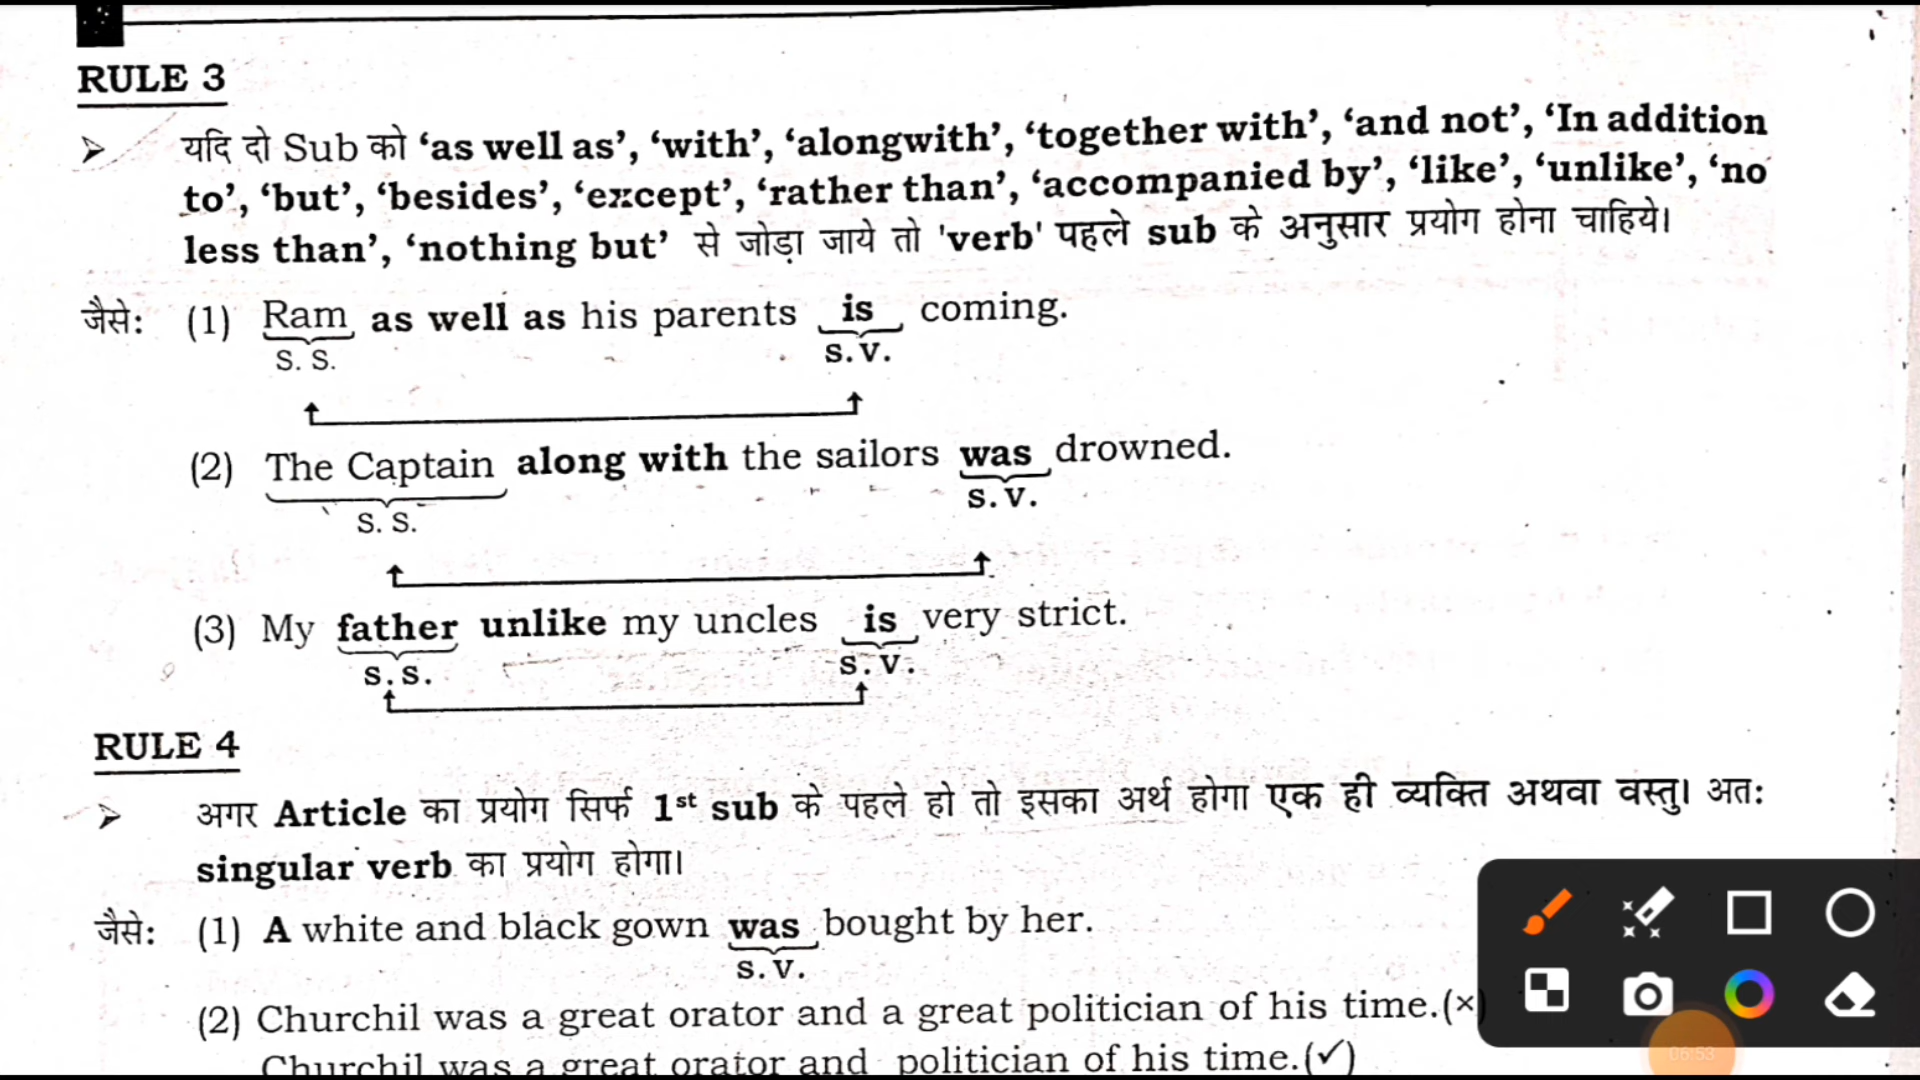 RULE 3
➢ यदि दो Sub को ‘as well as’, ‘with’, ‘alongwith’, ‘together with’, ‘and not’, ‘In addition
to’, ‘but’, ‘besides’, ‘except’, ‘rather than’, ‘accompanied by’, ‘like’, ‘unlike’, ‘no
less than’, ‘nothing but’ से जोड़ा जाये तो 'verb' पहले sub के अनुसार प्रयोग होना चाहिये।
जैसे: (1) Ram as well as his parents is coming.
S. S. S. V.
(2) The Captain along with the sailors was drowned.
S. S. S. V.
(3) My father unlike my uncles is very strict.
S. S. S. V.
RULE 4
➢ अगर Article का प्रयोग सिर्फ 1st sub के पहले हो तो इसका अर्थ होगा एक ही व्यक्ति अथवा वस्तु। अतः
singular verb का प्रयोग होगा।
जैसे: (1) A white and black gown was bought by her.
S. V.
(2) Churchil was a great orator and a great politician of his time.(×)
Churchil was a great orator and politician of his time.(✓)
06:53